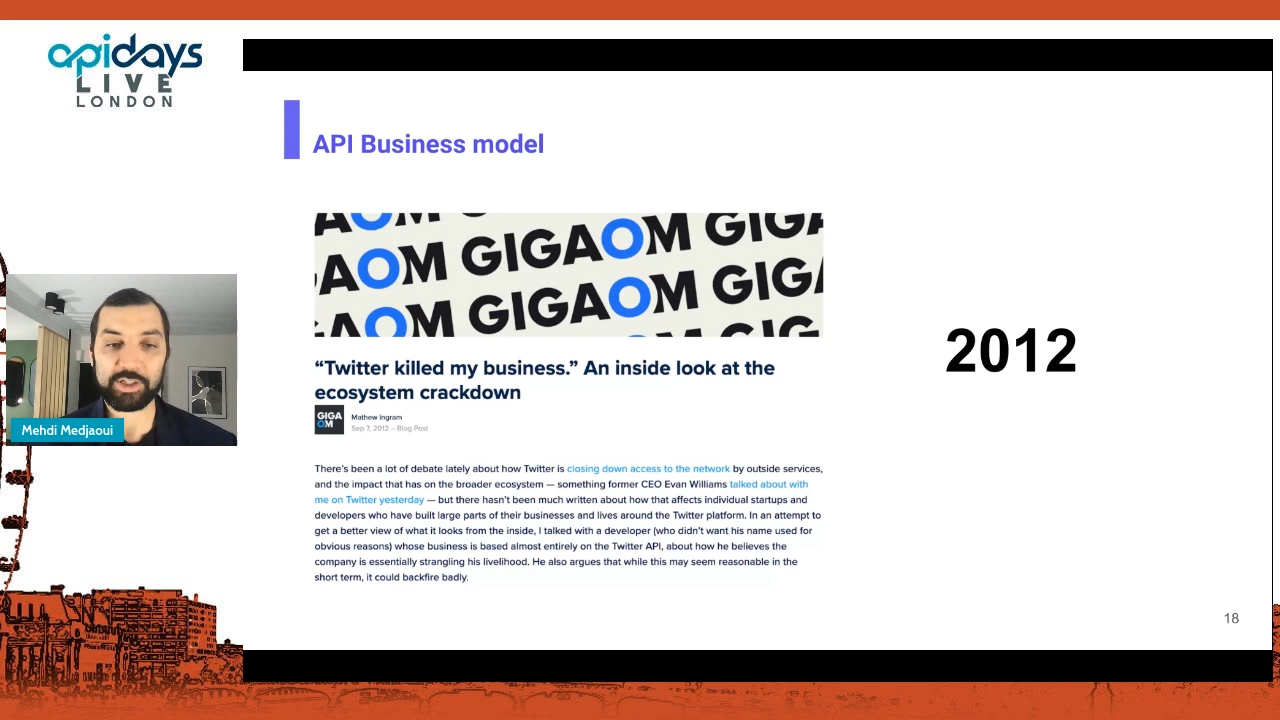 apidays
LIVE
LONDON
API Business model
AOM
AOM GIGAOM GIGA
AOM GIGAOM GIGA
AOM GIGAOM GIG
“Twitter killed my business.” An inside look at the
ecosystem crackdown
GIGA
OM
Mathew Ingram
Sep 7, 2012 – Blog Post
There’s been a lot of debate lately about how Twitter is closing down access to the network by outside services,
and the impact that has on the broader ecosystem — something former CEO Evan Williams talked about with
me on Twitter yesterday — but there hasn’t been much written about how that affects individual startups and
developers who have built large parts of their businesses and lives around the Twitter platform. In an attempt to
get a better view of what it looks from the inside, I talked with a developer (who didn’t want his name used for
obvious reasons) whose business is based almost entirely on the Twitter API, about how he believes the
company is essentially strangling his livelihood. He also argues that while this may seem reasonable in the
short term, it could backfire badly.
2012
Mehdi Medjaoui
18